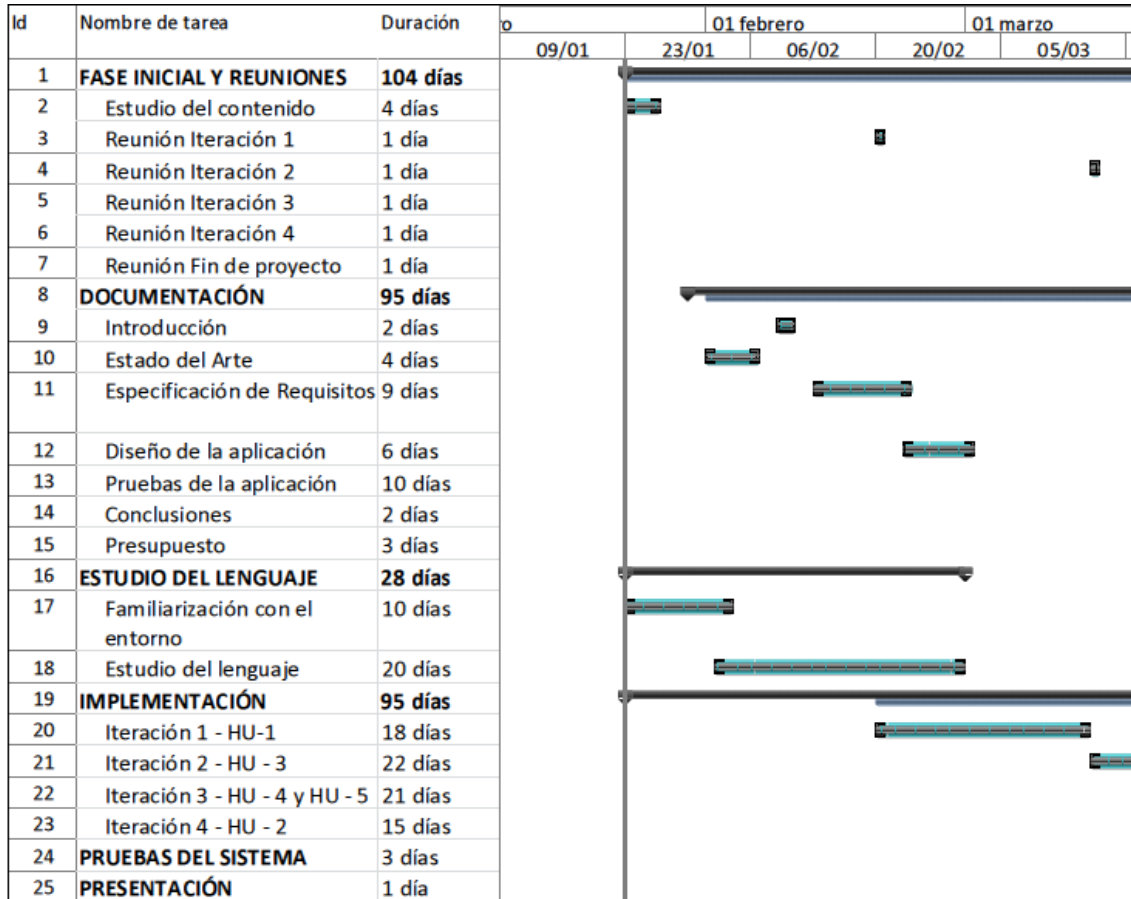 Id Nombre de tarea Duración ro 01 febrero 01 marzo
09/01 23/01 06/02 20/02 05/03
1 FASE INICIAL Y REUNIONES 104 días
2 Estudio del contenido 4 días
3 Reunión Iteración 1 1 día
4 Reunión Iteración 2 1 día
5 Reunión Iteración 3 1 día
6 Reunión Iteración 4 1 día
7 Reunión Fin de proyecto 1 día
8 DOCUMENTACIÓN 95 días
9 Introducción 2 días
10 Estado del Arte 4 días
11 Especificación de Requisitos 9 días
12 Diseño de la aplicación 6 días
13 Pruebas de la aplicación 10 días
14 Conclusiones 2 días
15 Presupuesto 3 días
16 ESTUDIO DEL LENGUAJE 28 días
17 Familiarización con el 10 días
entorno
18 Estudio del lenguaje 20 días
19 IMPLEMENTACIÓN 95 días
20 Iteración 1 - HU-1 18 días
21 Iteración 2 - HU - 3 22 días
22 Iteración 3 - HU - 4 y HU - 5 21 días
23 Iteración 4 - HU - 2 15 días
24 PRUEBAS DEL SISTEMA 3 días
25 PRESENTACIÓN 1 día